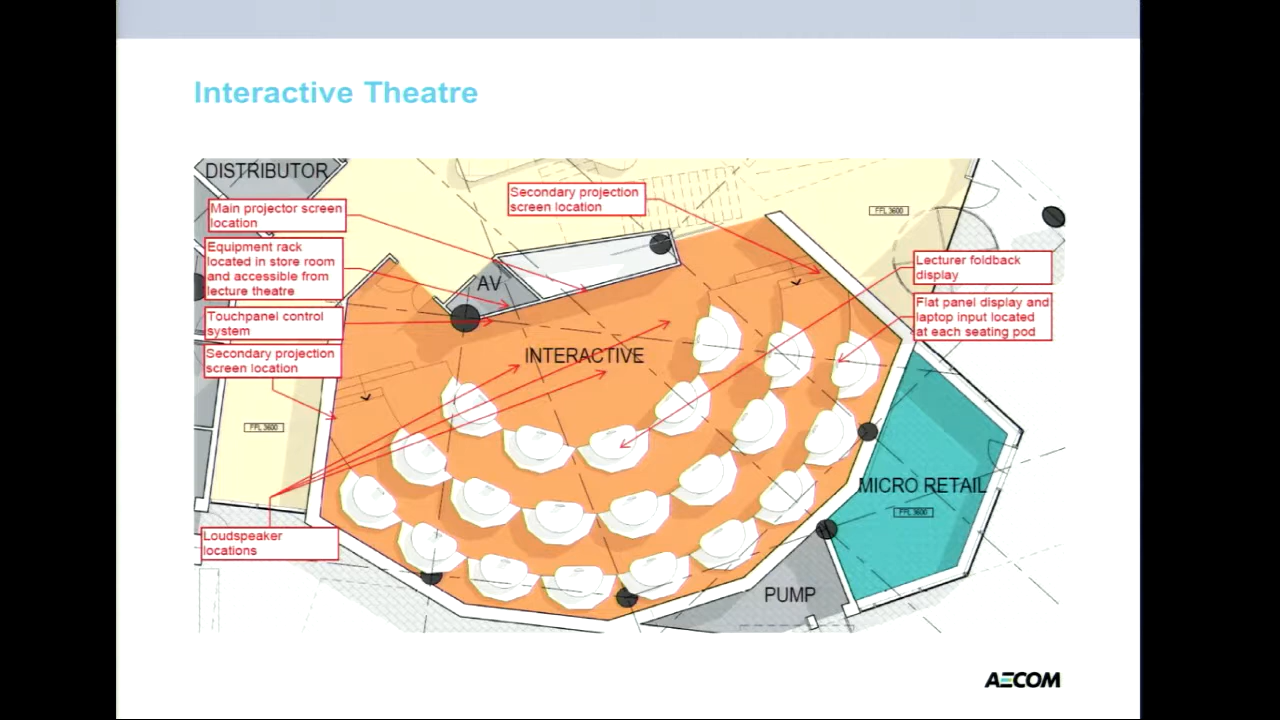 Interactive Theatre
DISTRIBUTOR
Main projector screen
location
Secondary projection
screen location
FFL 3600
Equipment rack
located in store room
and accessible from
lecture theatre
AV
Lecturer foldback
display
Touchpanel control
system
Flat panel display and
laptop input located
at each seating pod
Secondary projection
screen location
INTERACTIVE
FFL 3600
MICRO RETAIL
FFL 3600
Loudspeaker
locations
PUMP
AECOM